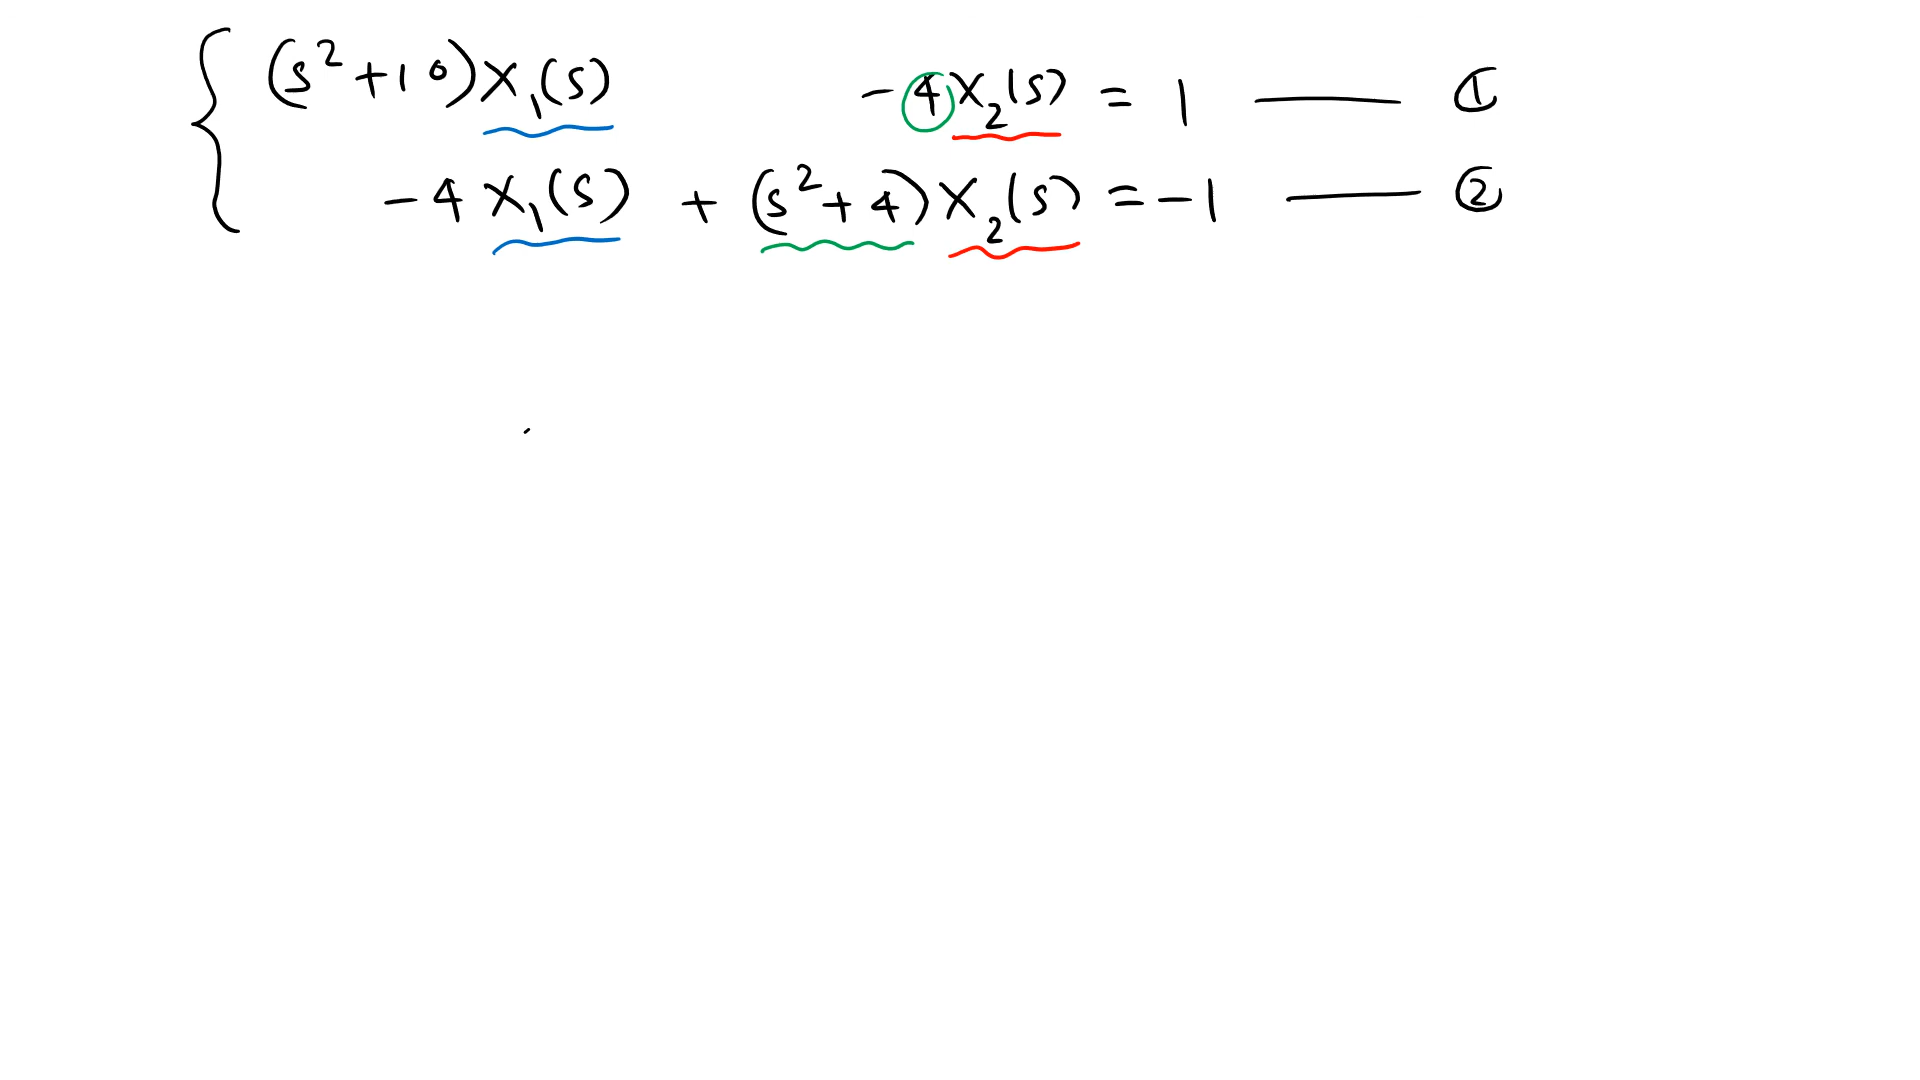 (s²+10)X₁(s) -4X₂(s) = 1 —— ①
-4X₁(s) + (s²+4)X₂(s) = -1 —— ②